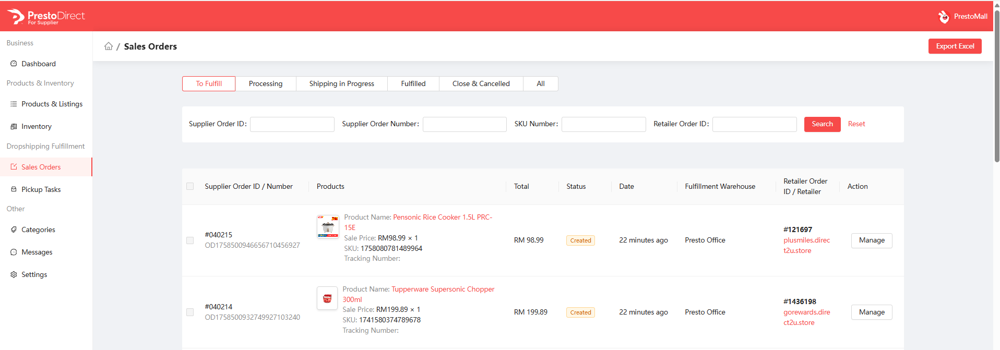 PrestoDirect
For Supplier
PrestoMall
Business
Dashboard
Products & Inventory
Products & Listings
Inventory
Dropshipping Fulfillment
Sales Orders
Pickup Tasks
Other
Categories
Messages
Settings
/ Sales Orders
Export Excel
To Fulfill Processing Shipping in Progress Fulfilled Close & Cancelled All
Supplier Order ID: Supplier Order Number: SKU Number: Retailer Order ID: Search Reset
Supplier Order ID / Number Products Total Status Date Fulfillment Warehouse Retailer Order ID / Retailer Action
#040215
OD1758500946656710456927
Product Name: Pensonic Rice Cooker 1.5L PRC-
15E
Sale Price: RM98.99 × 1
SKU: 1758080781489964
Tracking Number:
RM 98.99
Created
22 minutes ago
Presto Office
#121697
plusmiles.direc
t2u.store
Manage
#040214
OD1758500932749927103240
Product Name: Tupperware Supersonic Chopper
300ml
Sale Price: RM199.89 × 1
SKU: 1741580374789678
Tracking Number:
RM 199.89
Created
22 minutes ago
Presto Office
#1436198
gorewards.dire
ct2u.store
Manage